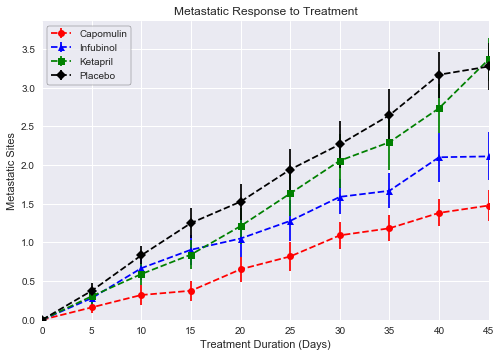 Metastatic Response to Treatment
Capomulin
Infubinol
Ketapril
Placebo
Metastatic Sites
3.5
3.0
2.5
2.0
1.5
1.0
0.5
0.0
0 5 10 15 20 25 30 35 40 45
Treatment Duration (Days)